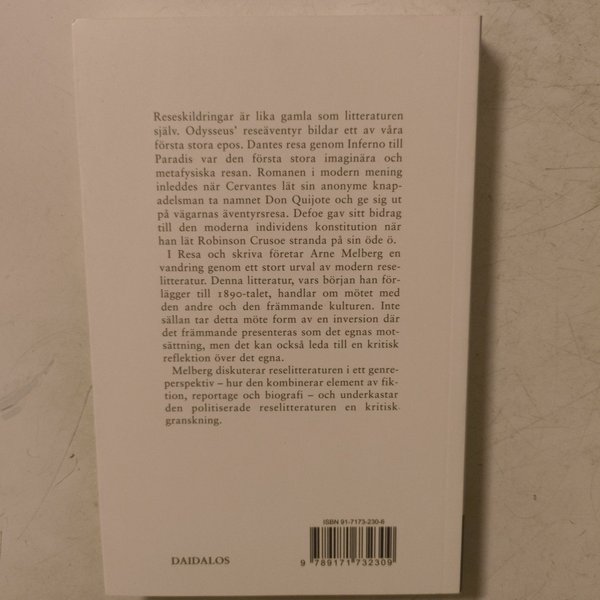 Reseskildringar är lika gamla som litteraturen
själv. Odysseus’ reseäventyr bildar ett av våra
första stora epos. Dantes resa genom Inferno till
Paradis var den första stora imaginära och
metafysiska resan. Romanen i modern mening
inleddes när Cervantes lät sin anonyme knap-
adelsman ta namnet Don Quijote och ge sig ut
på vägarnas äventyrsresa. Defoe gav sitt bidrag
till den moderna individens konstitution när
han lät Robinson Crusoe stranda på sin öde ö.
I Resa och skriva företar Arne Melberg en
vandring genom ett stort urval av modern rese-
litteratur. Denna litteratur, vars början han för-
lägger till 1890-talet, handlar om mötet med
den andre och den främmande kulturen. Inte
sällan tar detta möte form av en inversion där
det främmande presenteras som det egnas mot-
sättning, men det kan också leda till en kritisk
reflektion över det egna.
Melberg diskuterar reselitteraturen i ett genre-
perspektiv – hur den kombinerar element av fik-
tion, reportage och biografi – och underkastar
den politiserade reselitteraturen en kritisk
granskning.
ISBN 91-7173-230-8
DAIDALOS
9 789171 732309